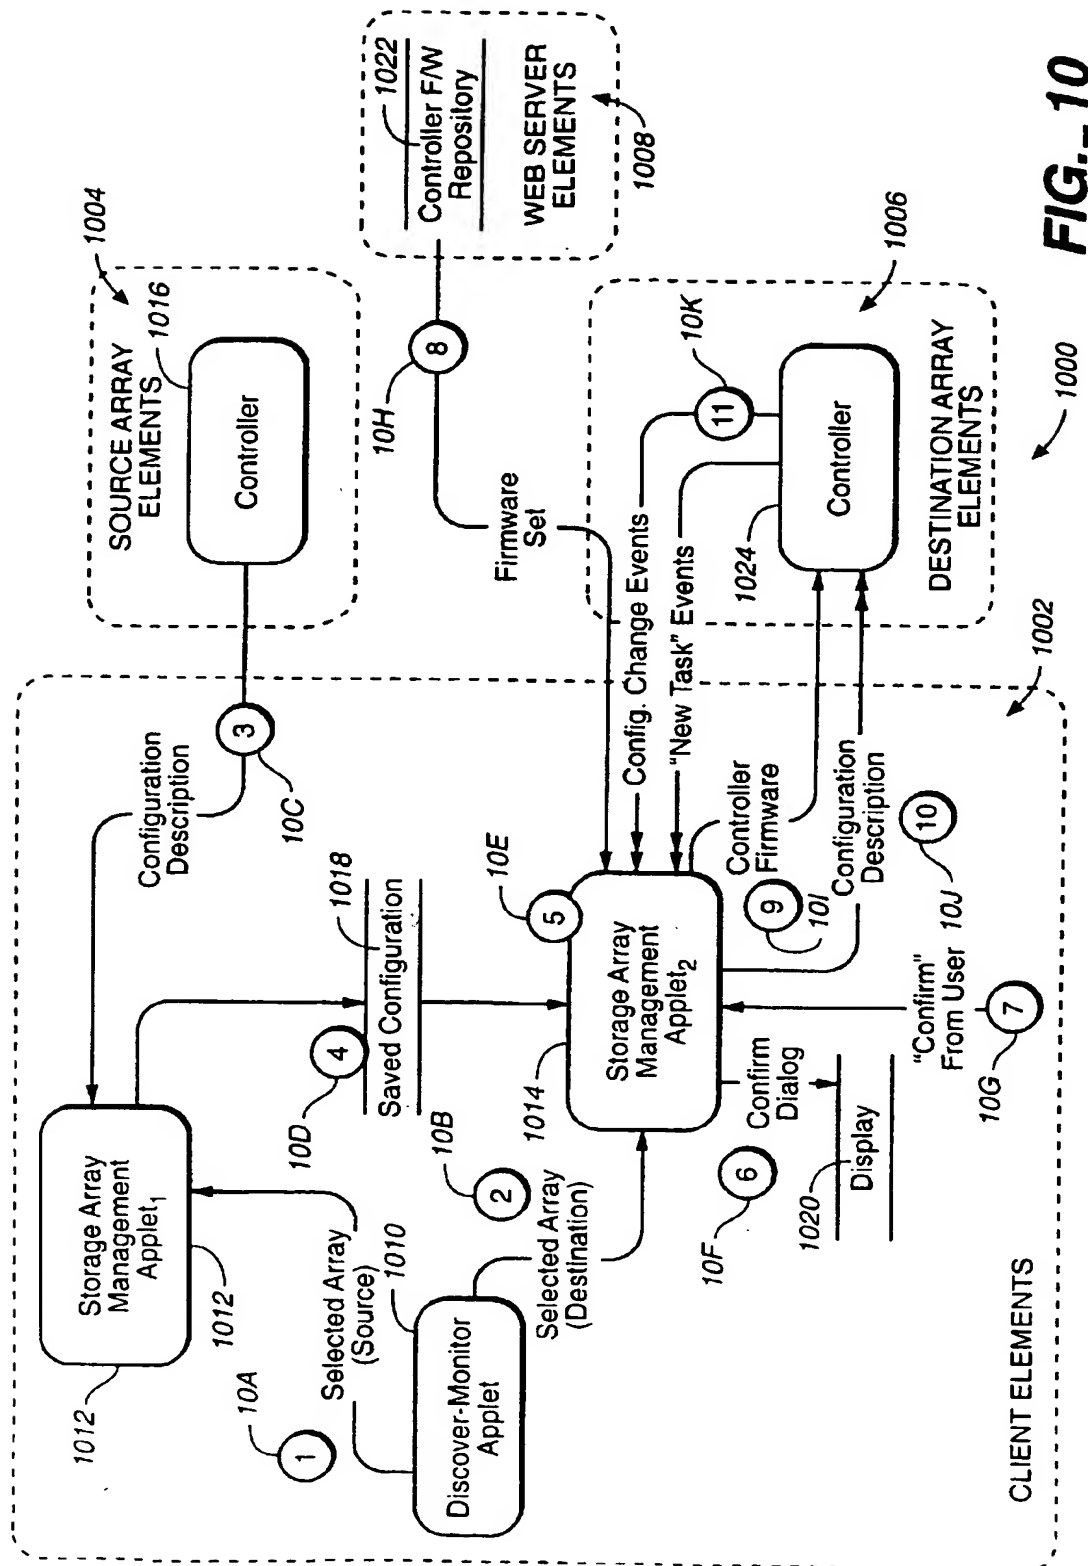 SOURCE ARRAY
ELEMENTS
1004
1016
Controller
1022
Controller F/W
Repository
WEB SERVER
ELEMENTS
1008
8
10H
Firmware
Set
3
10C
Configuration
Description
Storage Array
Management
Applet1
1012
1012
1
10A
Selected Array
(Source)
Discover-Monitor
Applet
1010
2
10B
Selected Array
(Destination)
4
10D
Saved Configuration
1018
5
10E
Storage Array
Management
Applet2
1014
6
10F
Confirm
Dialog
Display
1020
"Confirm"
From User
7
10G
Controller
Firmware
9
10I
Configuration
Description
10
10J
Config. Change Events
"New Task" Events
11
10K
Controller
1024
DESTINATION ARRAY
ELEMENTS
1006
CLIENT ELEMENTS
1002
1000
FIG._10